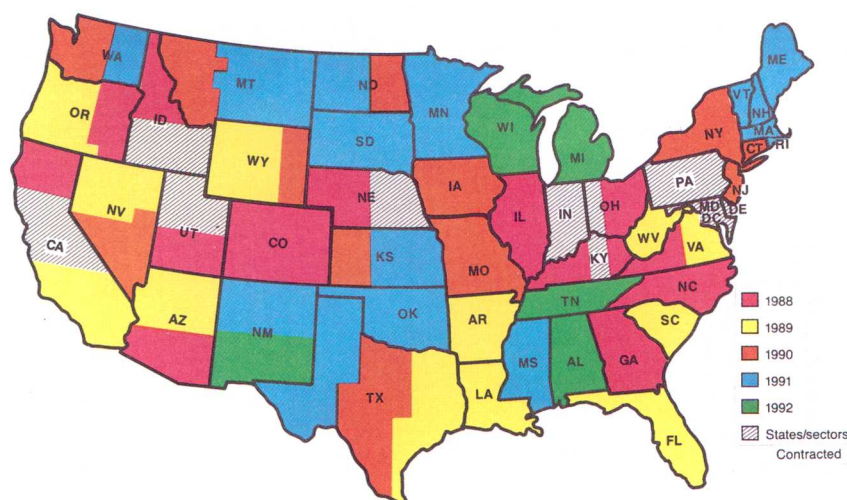 WA
MT
ND
MN
ME
VT
NH
MA
RI
CT
NY
OR
ID
WY
SD
WI
MI
PA
NJ
MD
DE
DC
NV
UT
CO
NE
IA
IL
IN
OH
WV
VA
KY
CA
KS
MO
NC
TN
SC
AZ
NM
OK
AR
MS
AL
GA
TX
LA
FL
1988
1989
1990
1991
1992
States/sectors
Contracted